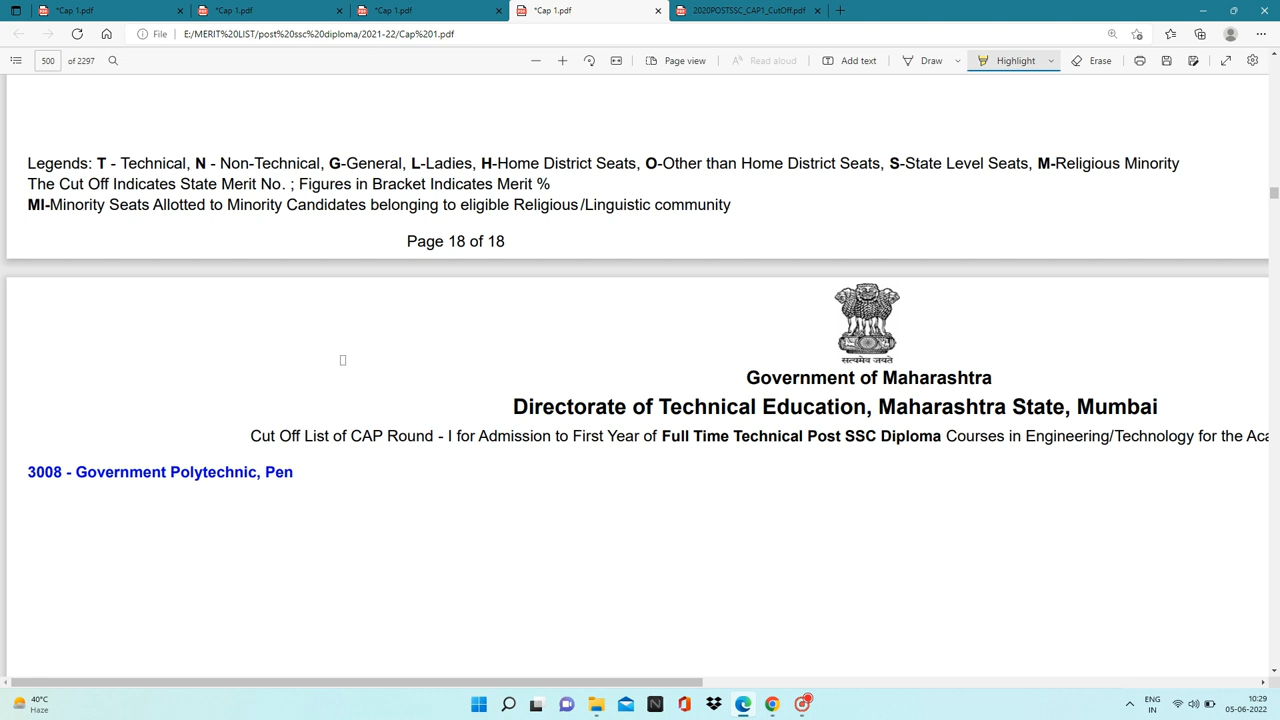 *Cap 1.pdf
*Cap 1.pdf
*Cap 1.pdf
*Cap 1.pdf
2020POSTSSC_CAP1_CutOff.pdf
File E:/MERIT%20LIST/post%20ssc%20diploma/2021-22/Cap%201.pdf
500 of 2297
Page view
Read aloud
Add text
Draw
Highlight
Erase
Legends: T - Technical, N - Non-Technical, G-General, L-Ladies, H-Home District Seats, O-Other than Home District Seats, S-State Level Seats, M-Religious Minority
The Cut Off Indicates State Merit No. ; Figures in Bracket Indicates Merit %
MI-Minority Seats Allotted to Minority Candidates belonging to eligible Religious/Linguistic community
Page 18 of 18
सत्यमेव जयते
Government of Maharashtra
Directorate of Technical Education, Maharashtra State, Mumbai
Cut Off List of CAP Round - I for Admission to First Year of Full Time Technical Post SSC Diploma Courses in Engineering/Technology for the Aca
3008 - Government Polytechnic, Pen
40°C
Haze
ENG
IN
10:29
05-06-2022